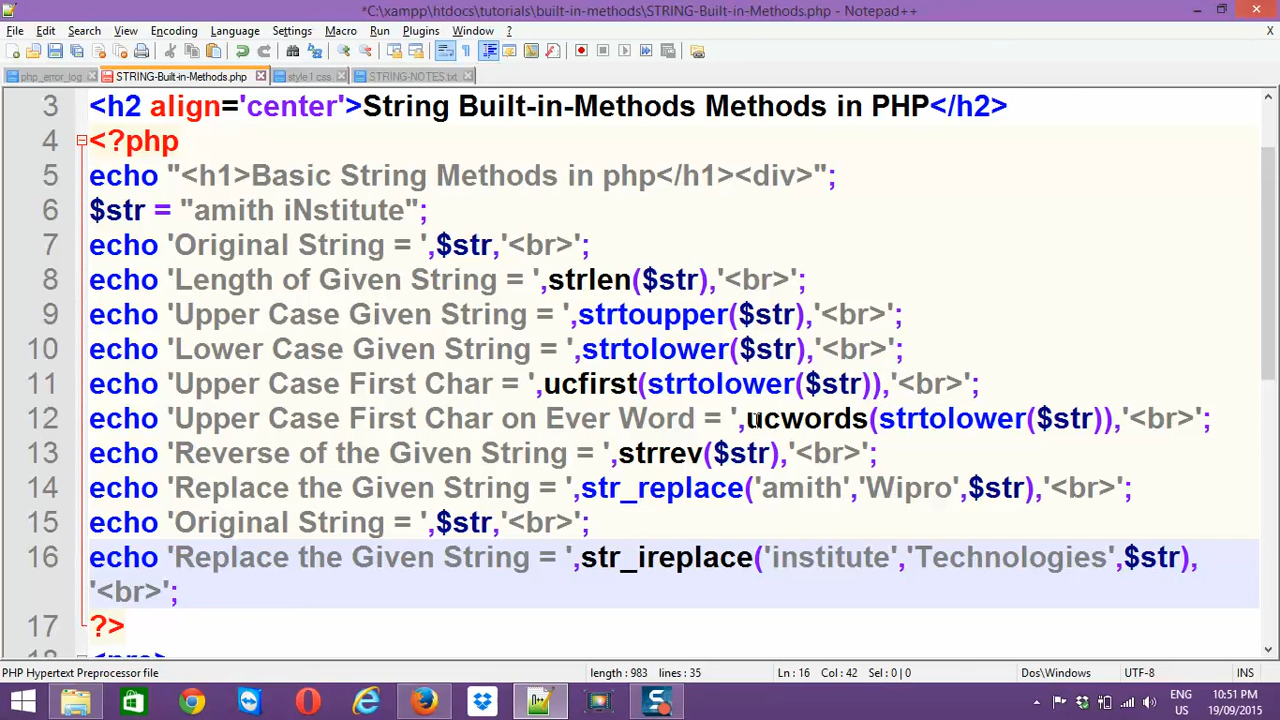 *C:\xampp\htdocs\tutorials\built-in-methods\STRING-Built-in-Methods.php - Notepad++
File Edit Search View Encoding Language Settings Macro Run Plugins Window ? X
php_error_log STRING-Built-in-Methods.php style1.css STRING-NOTES.txt
3 <h2 align='center'>String Built-in-Methods Methods in PHP</h2>
4 <?php
5 echo "<h1>Basic String Methods in php</h1><div>";
6 $str = "amith iNstitute";
7 echo 'Original String = ',$str,'<br>';
8 echo 'Length of Given String = ',strlen($str),'<br>';
9 echo 'Upper Case Given String = ',strtoupper($str),'<br>';
10 echo 'Lower Case Given String = ',strtolower($str),'<br>';
11 echo 'Upper Case First Char = ',ucfirst(strtolower($str)),'<br>';
12 echo 'Upper Case First Char on Ever Word = ',ucwords(strtolower($str)),'<br>';
13 echo 'Reverse of the Given String = ',strrev($str),'<br>';
14 echo 'Replace the Given String = ',str_replace('amith','Wipro',$str),'<br>';
15 echo 'Original String = ',$str,'<br>';
16 echo 'Replace the Given String = ',str_ireplace('institute','Technologies',$str),
'<br>';
17 ?>
18 <pre>
PHP Hypertext Preprocessor file length : 983 lines : 35 Ln : 16 Col : 42 Sel : 0 | 0 Dos\Windows UTF-8 INS
ENG 10:51 PM
US 19/09/2015